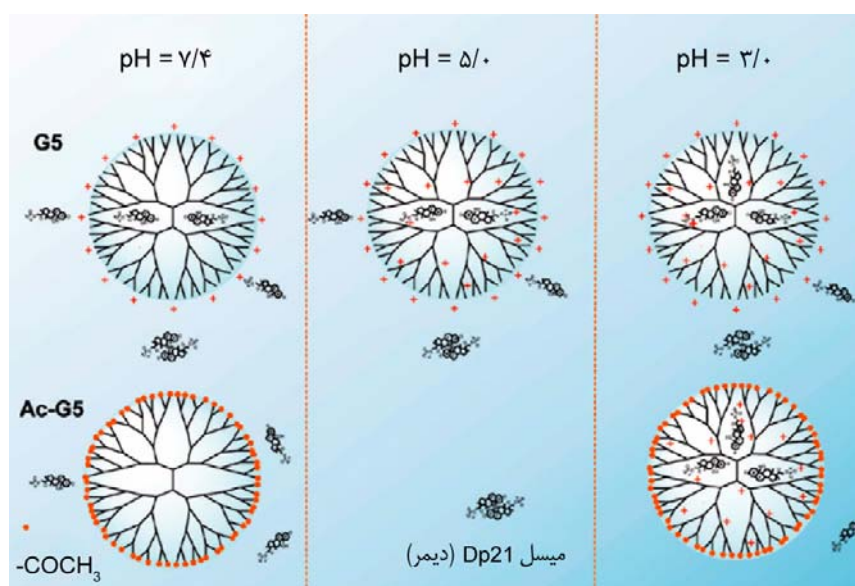 pH = ۷/۴
pH = ۵/۰
pH = ۳/۰
G5
Ac-G5
-COCH₃
میسل Dp21 (دیمر)